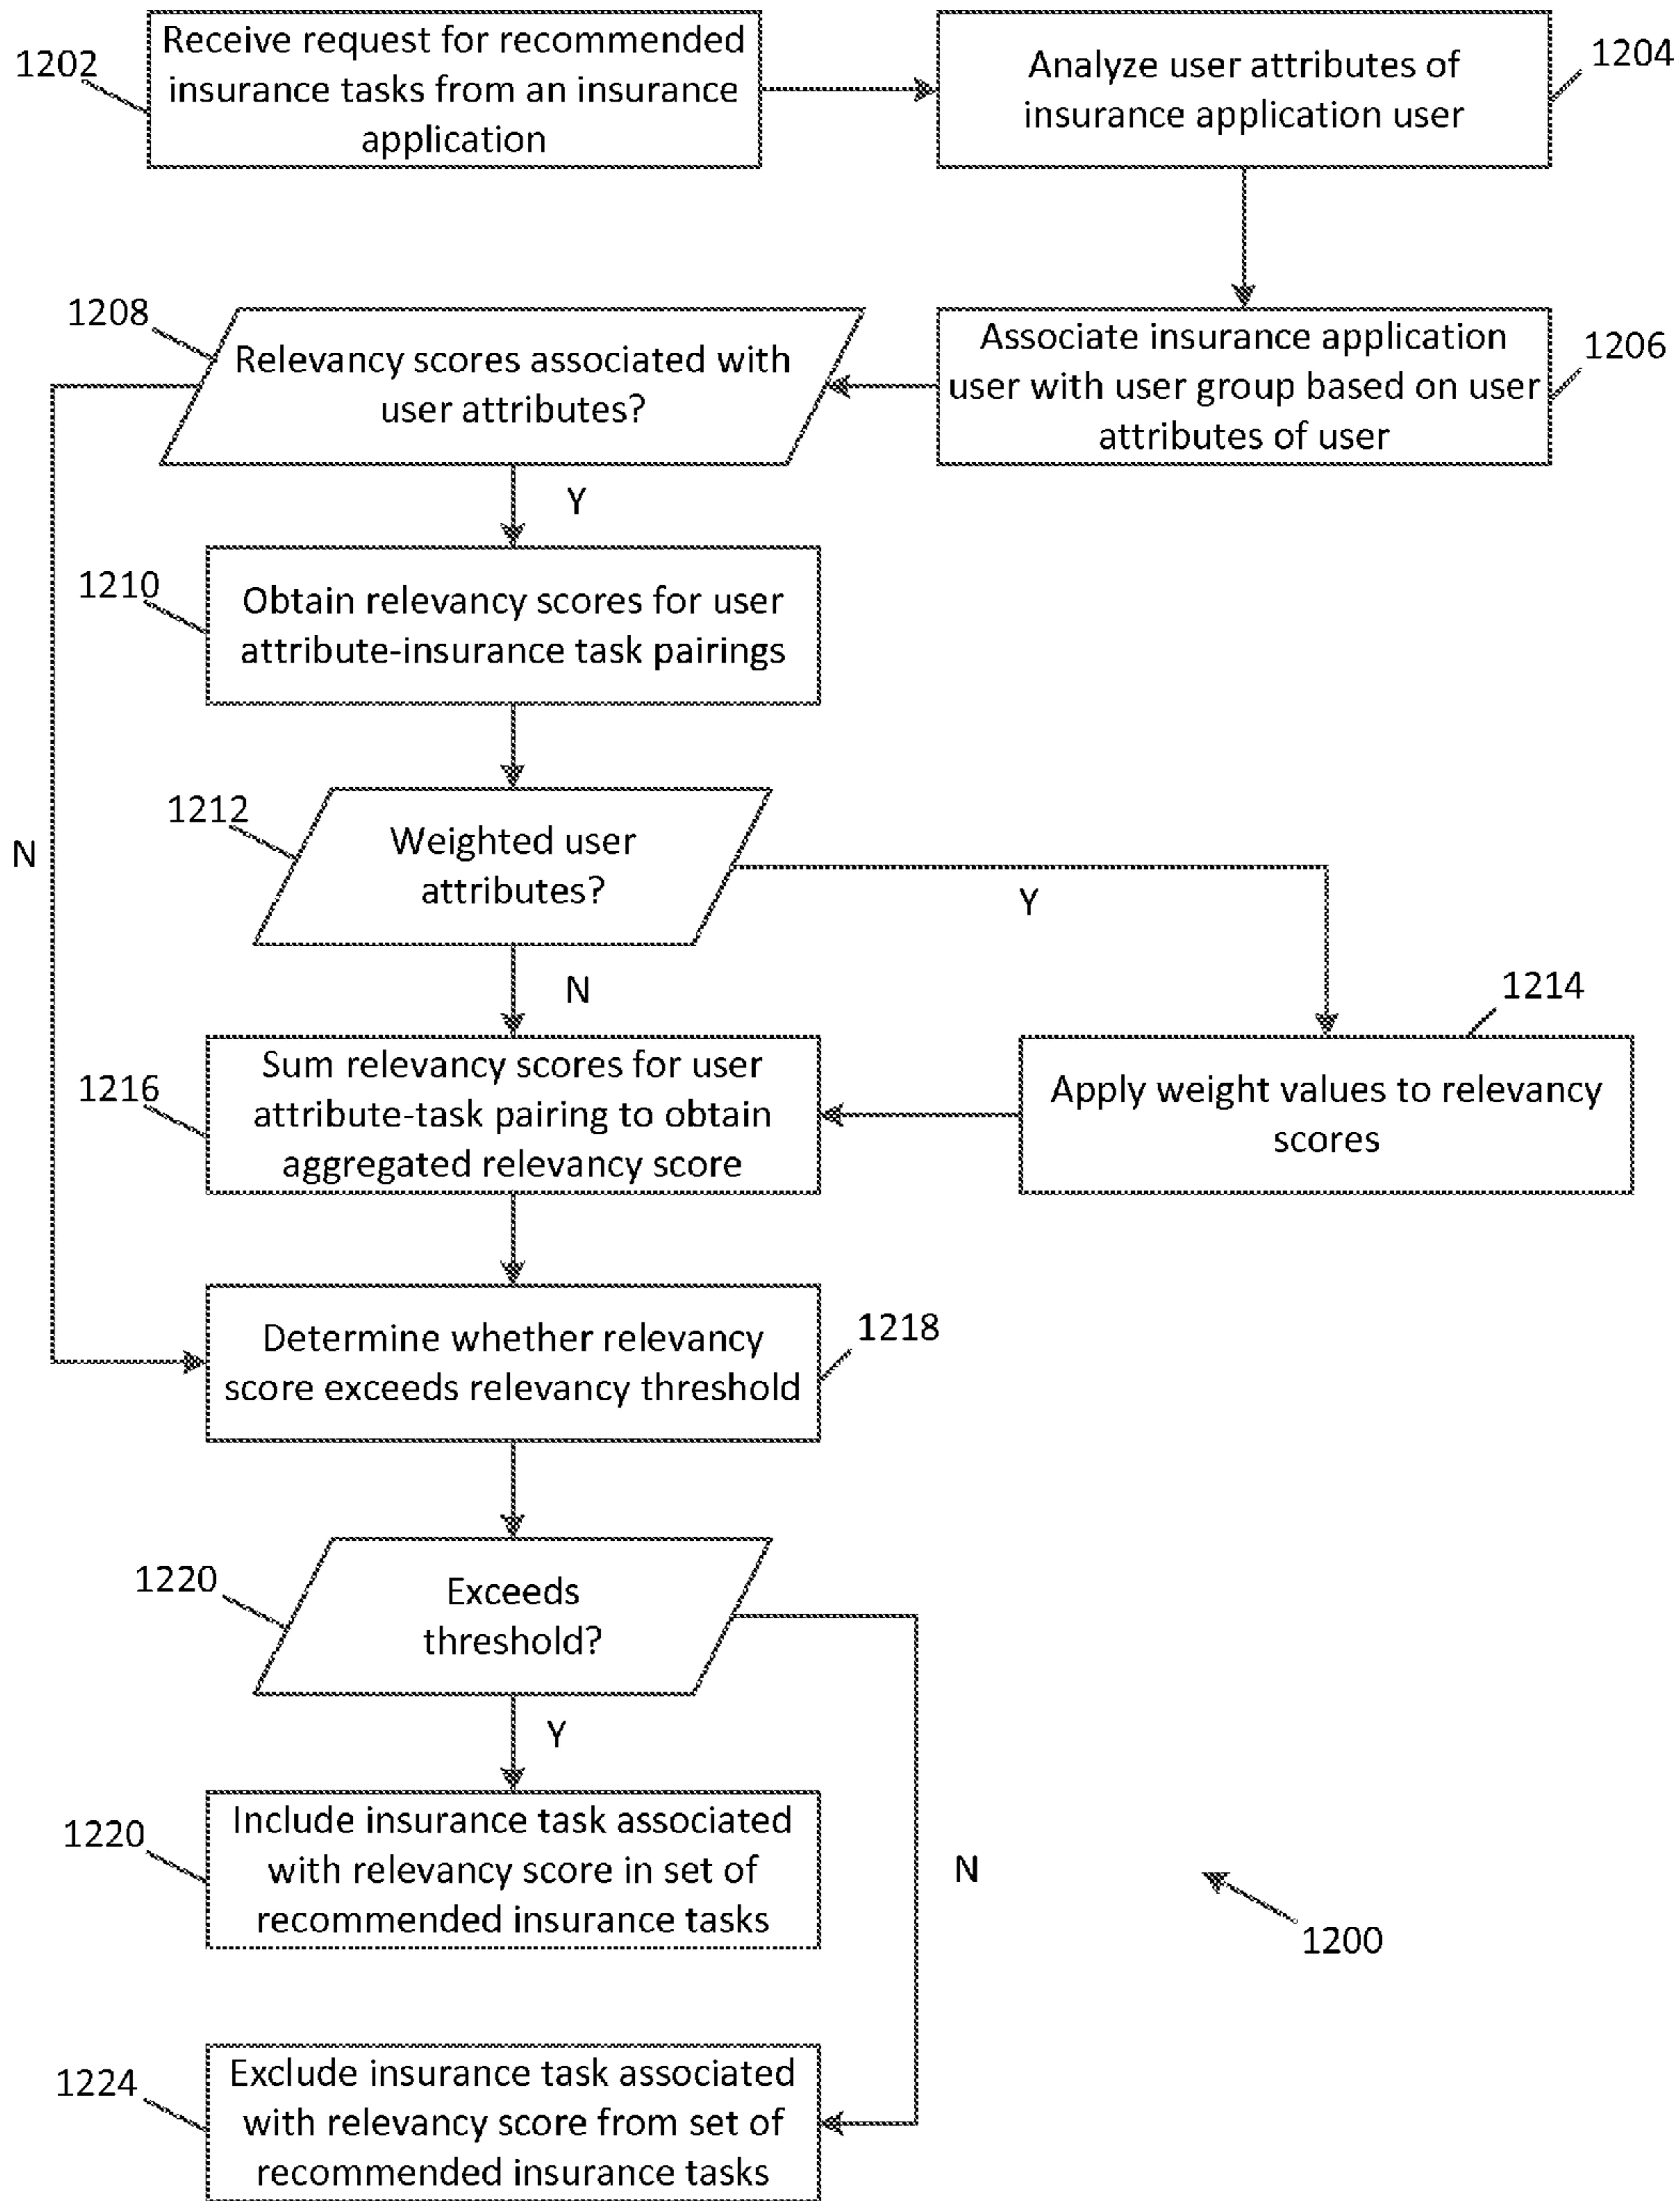 1202
Receive request for recommended
insurance tasks from an insurance
application
Analyze user attributes of
insurance application user
1204
1208
Relevancy scores associated with
user attributes?
Associate insurance application
user with user group based on user
attributes of user
1206
Y
1210
Obtain relevancy scores for user
attribute-insurance task pairings
N
1212
Weighted user
attributes?
Y
N
1214
1216
Sum relevancy scores for user
attribute-task pairing to obtain
aggregated relevancy score
Apply weight values to relevancy
scores
Determine whether relevancy
score exceeds relevancy threshold
1218
1220
Exceeds
threshold?
Y
1220
Include insurance task associated
with relevancy score in set of
recommended insurance tasks
N
1200
1224
Exclude insurance task associated
with relevancy score from set of
recommended insurance tasks